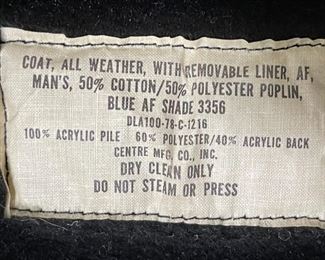 COAT, ALL WEATHER, WITH REMOVABLE LINER, AF,
MAN'S, 50% COTTON/50% POLYESTER POPLIN,
BLUE AF SHADE 3356
DLA100-78-C-1216
100% ACRYLIC PILE 60% POLYESTER/40% ACRYLIC BACK
CENTRE MFG. CO., INC.
DRY CLEAN ONLY
DO NOT STEAM OR PRESS